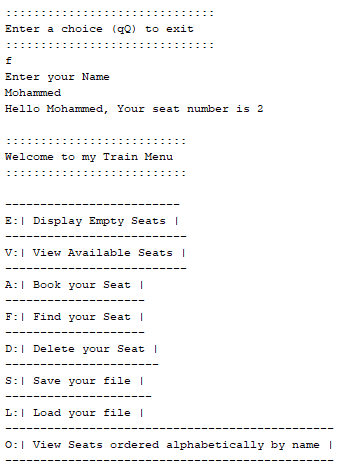 ::::::::::::::::::::::::::::::
Enter a choice (qQ) to exit
::::::::::::::::::::::::::::::
f
Enter your Name
Mohammed
Hello Mohammed, Your seat number is 2
::::::::::::::::::::::::::
Welcome to my Train Menu
::::::::::::::::::::::::::
-------------------------
E:| Display Empty Seats |
--------------------------
V:| View Available Seats |
--------------------------
A:| Book your Seat |
--------------------
F:| Find your Seat |
--------------------
D:| Delete your Seat |
----------------------
S:| Save your file |
---------------------
L:| Load your file |
-----------------------------------------------
O:| View Seats ordered alphabetically by name |
-----------------------------------------------